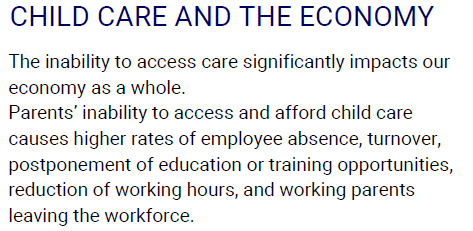 CHILD CARE AND THE ECONOMY
The inability to access care significantly impacts our
economy as a whole.
Parents’ inability to access and afford child care
causes higher rates of employee absence, turnover,
postponement of education or training opportunities,
reduction of working hours, and working parents
leaving the workforce.